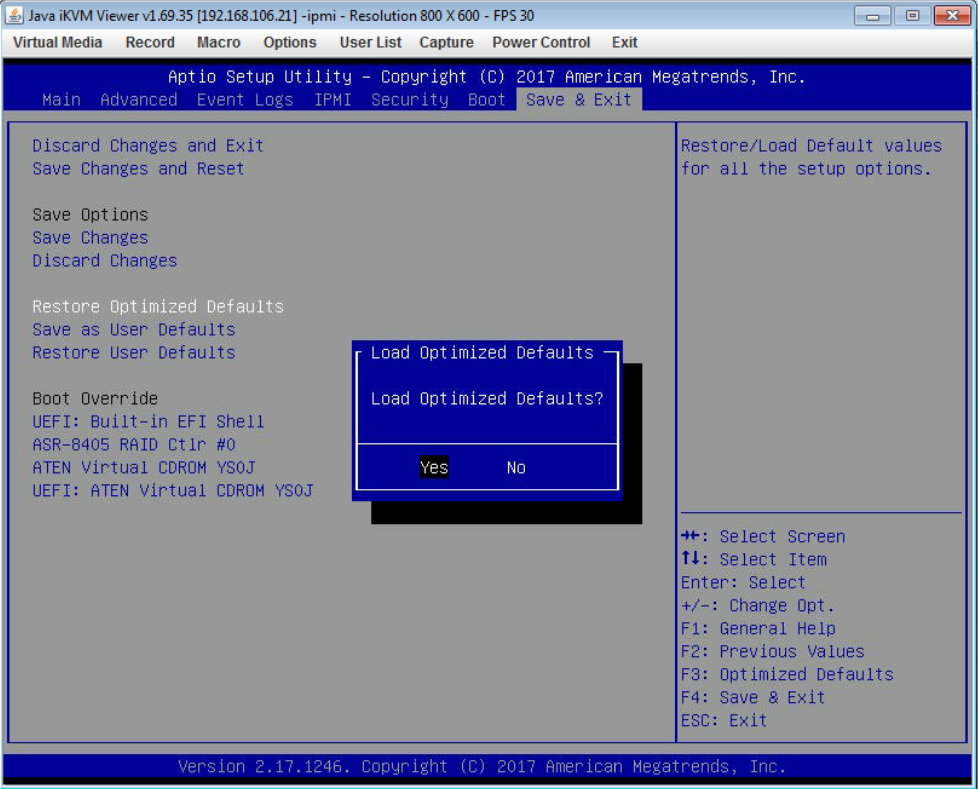 Java iKVM Viewer v1.69.35 [192.168.106.21] -ipmi - Resolution 800 X 600 - FPS 30
Virtual Media Record Macro Options User List Capture Power Control Exit
Aptio Setup Utility – Copyright (C) 2017 American Megatrends, Inc.
Main Advanced Event Logs IPMI Security Boot Save & Exit
Discard Changes and Exit
Save Changes and Reset
Save Options
Save Changes
Discard Changes
Restore Optimized Defaults
Save as User Defaults
Restore User Defaults
Boot Override
UEFI: Built-in EFI Shell
ASR-8405 RAID Ctlr #0
ATEN Virtual CDROM YS0J
UEFI: ATEN Virtual CDROM YS0J
Load Optimized Defaults
Load Optimized Defaults?
Yes No
Restore/Load Default values
for all the setup options.
→←: Select Screen
↑↓: Select Item
Enter: Select
+/-: Change Opt.
F1: General Help
F2: Previous Values
F3: Optimized Defaults
F4: Save & Exit
ESC: Exit
Version 2.17.1246. Copyright (C) 2017 American Megatrends, Inc.